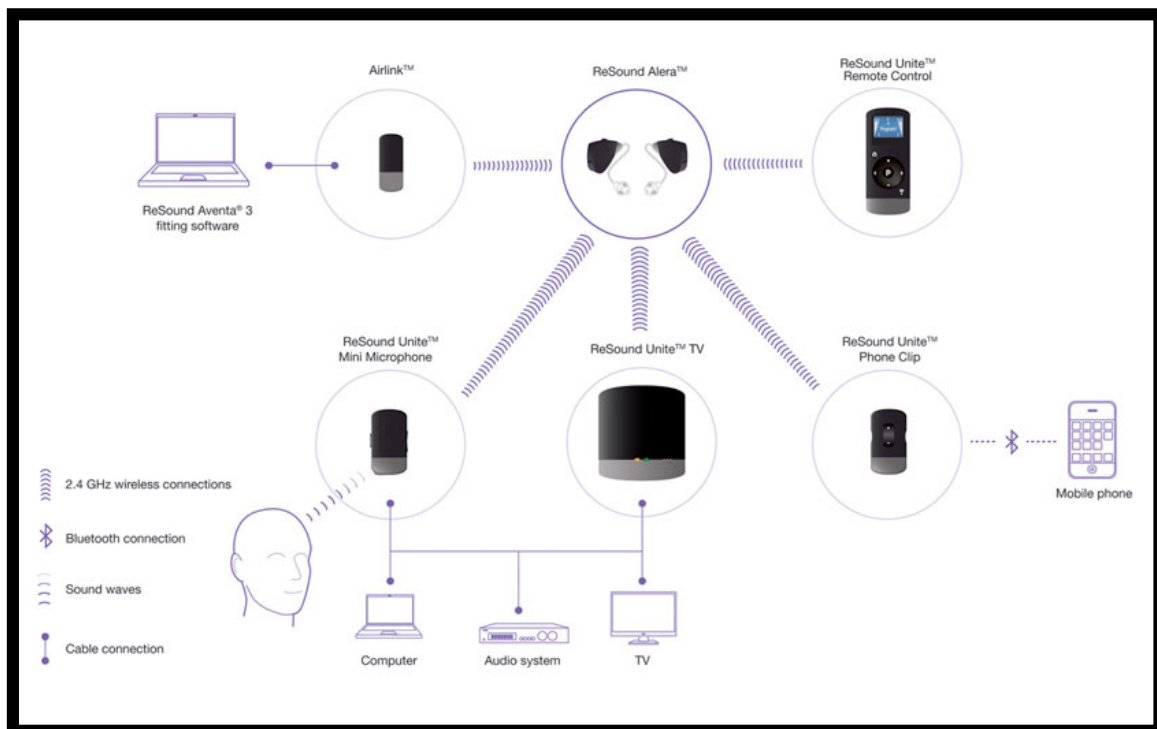 Airlink™
ReSound Alera™
ReSound Unite™
Remote Control
ReSound Aventa® 3
fitting software
ReSound Unite™
Mini Microphone
ReSound Unite™ TV
ReSound Unite™
Phone Clip
2.4 GHz wireless connections
Bluetooth connection
Sound waves
Cable connection
Mobile phone
Computer
Audio system
TV